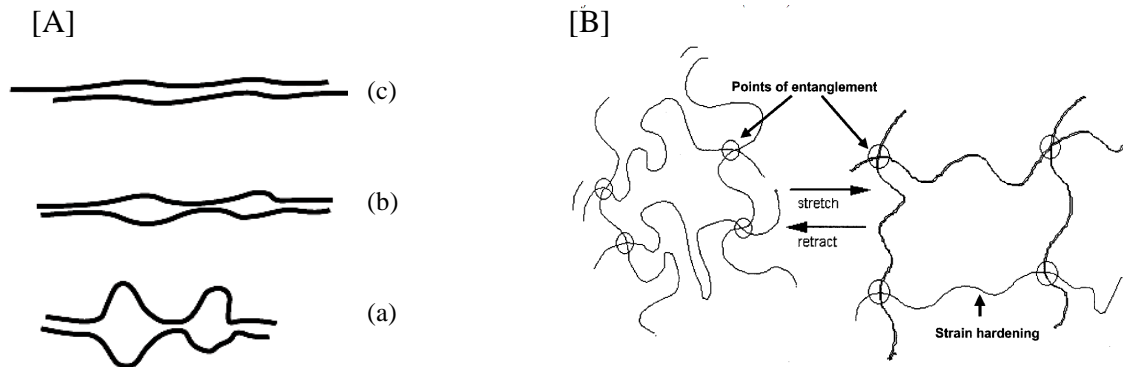 [A]
(c)
(b)
(a)
[B]
Points of entanglement
stretch
retract
Strain hardening